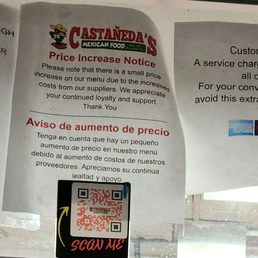 GH
R
CASTAÑEDA'S
MEXICAN FOOD
Price Increase Notice
Please note that there is a small price
increase on our menu due to the increased
costs from our suppliers. We appreciate
your continued loyalty and support.
Thank You
Aviso de aumento de precio
Tenga en cuenta que hay un pequeño
aumento de precio en nuestro menú
debido al aumento de costos de nuestros
proveedores. Apreciamos su continua
lealtad y apoyo.
SCAN ME
Custom
A service char
all c
For your conv
avoid this extra